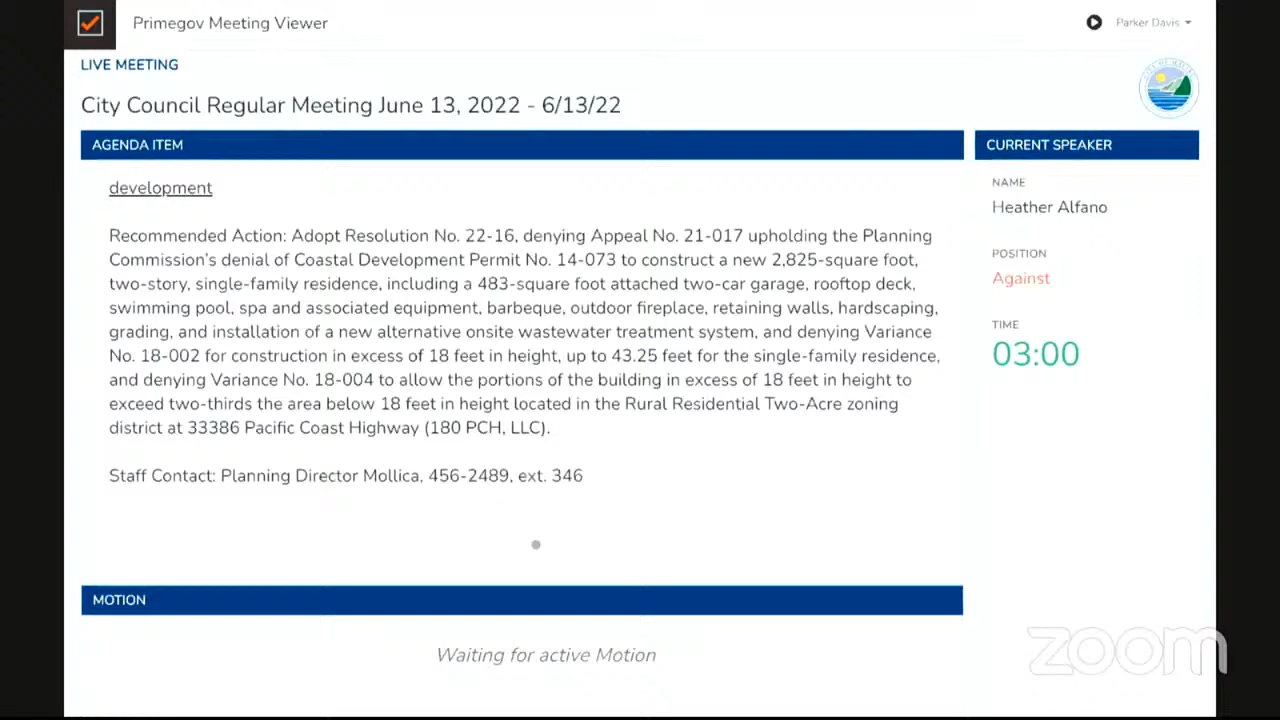 Primegov Meeting Viewer
Parker Davis
LIVE MEETING
City Council Regular Meeting June 13, 2022 - 6/13/22
AGENDA ITEM
development
Recommended Action: Adopt Resolution No. 22-16, denying Appeal No. 21-017 upholding the Planning
Commission's denial of Coastal Development Permit No. 14-073 to construct a new 2,825-square foot,
two-story, single-family residence, including a 483-square foot attached two-car garage, rooftop deck,
swimming pool, spa and associated equipment, barbeque, outdoor fireplace, retaining walls, hardscaping,
grading, and installation of a new alternative onsite wastewater treatment system, and denying Variance
No. 18-002 for construction in excess of 18 feet in height, up to 43.25 feet for the single-family residence,
and denying Variance No. 18-004 to allow the portions of the building in excess of 18 feet in height to
exceed two-thirds the area below 18 feet in height located in the Rural Residential Two-Acre zoning
district at 33386 Pacific Coast Highway (180 PCH, LLC).
Staff Contact: Planning Director Mollica, 456-2489, ext. 346
MOTION
Waiting for active Motion
CURRENT SPEAKER
NAME
Heather Alfano
POSITION
Against
TIME
03:00
zoom